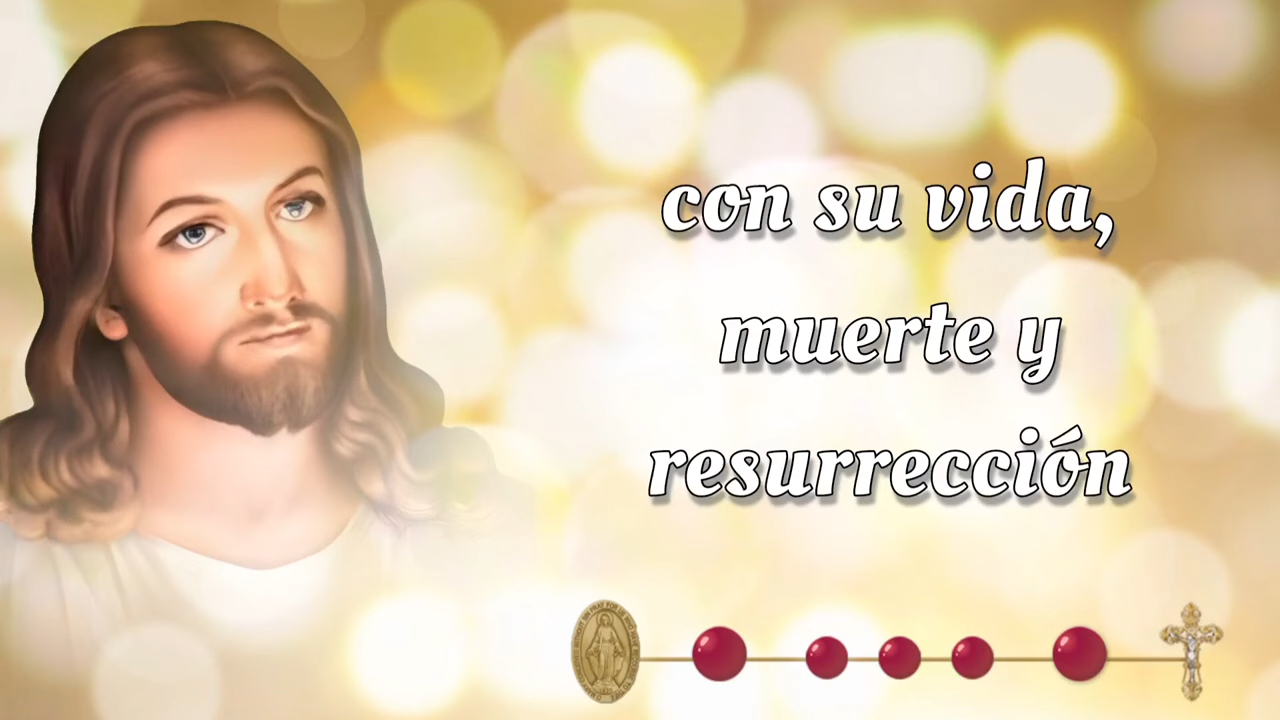 con su vida,
muerte y
resurrección